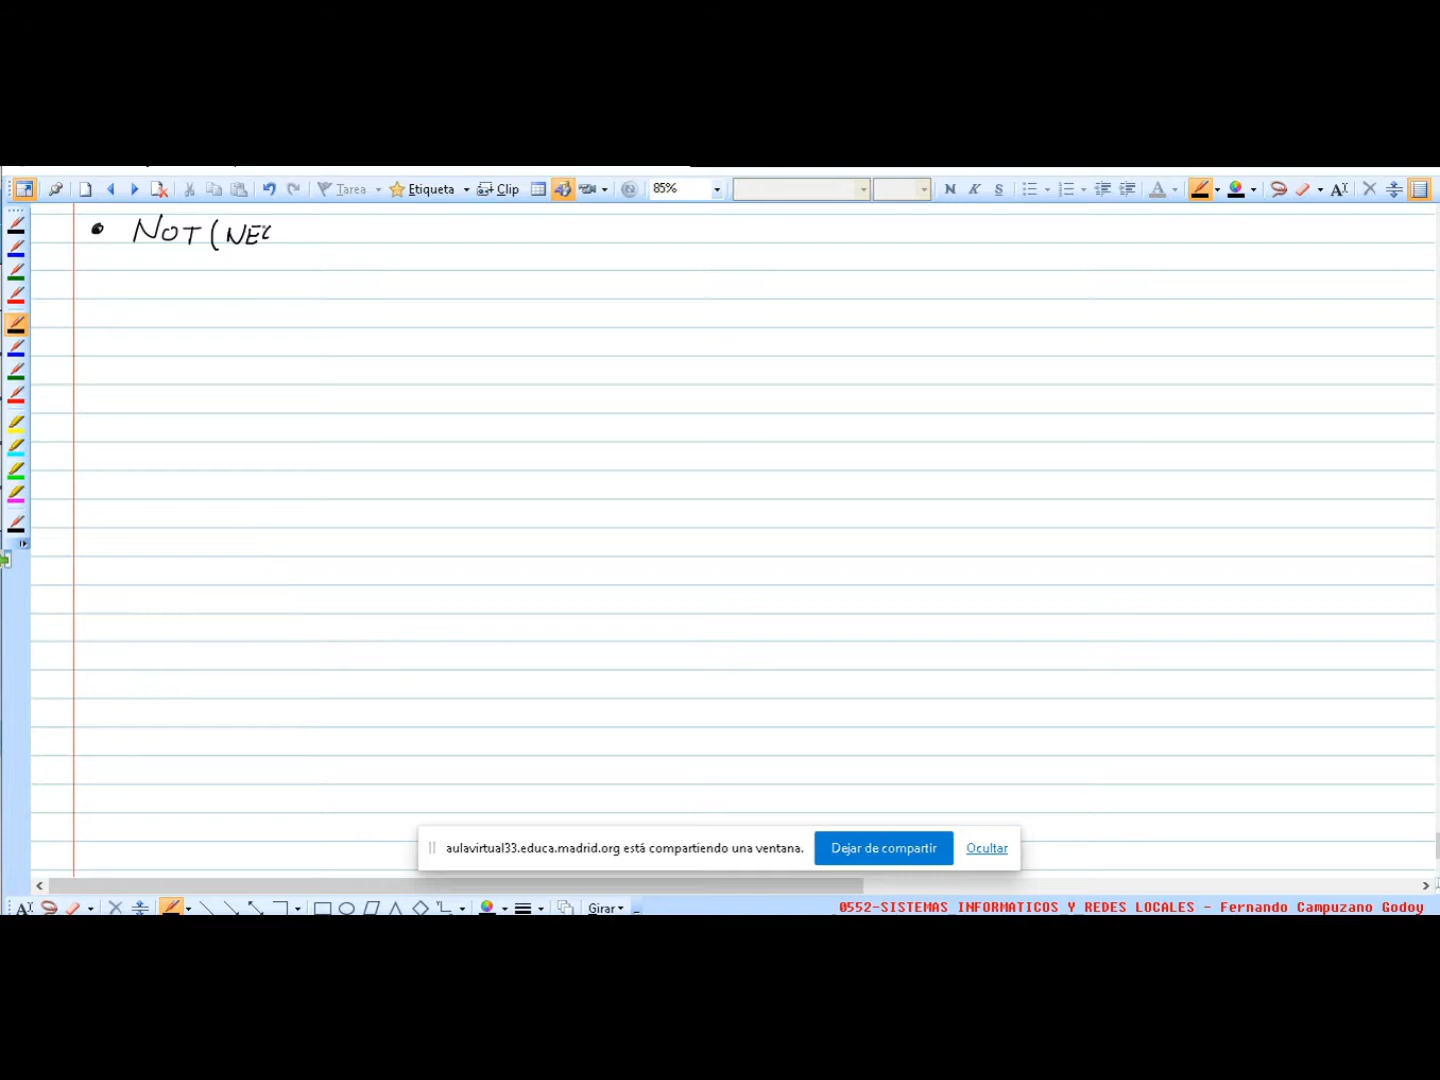 Tarea
Etiqueta
Clip
85%
N K S
A
• NOT (NEC
aulavirtual33.educa.madrid.org está compartiendo una ventana.
Dejar de compartir
Ocultar
Girar
0552-SISTEMAS INFORMATICOS Y REDES LOCALES - Fernando Campuzano Godoy